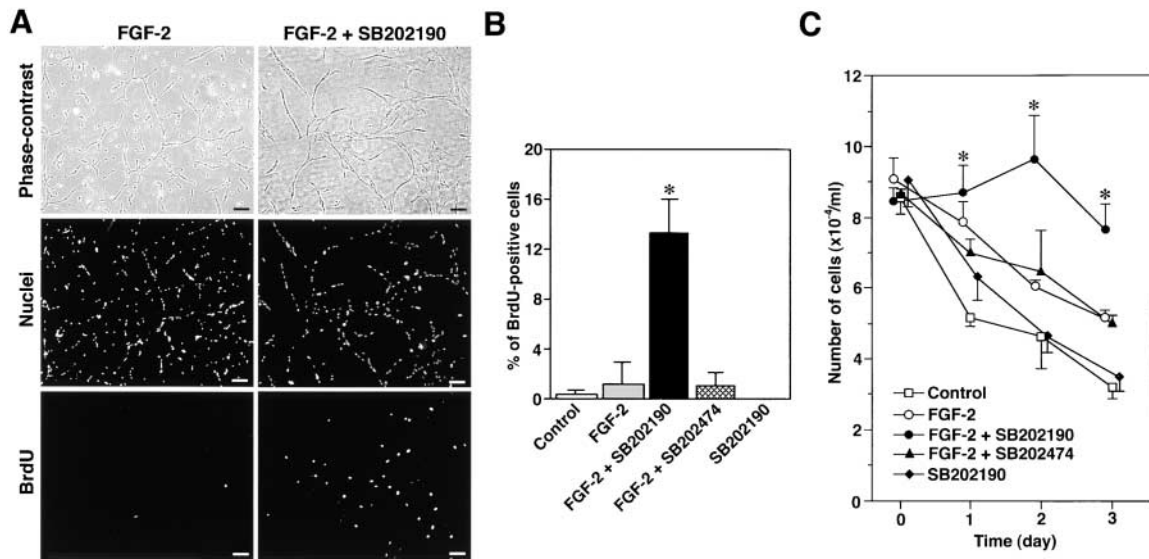 A
FGF-2
FGF-2 + SB202190
Phase-contrast
Nuclei
BrdU
B
% of BrdU-positive cells
20
16
12
8
4
0
*
Control
FGF-2
FGF-2 + SB202190
FGF-2 + SB202474
SB202190
C
Number of cells (x10⁻⁴/ml)
12
10
8
6
4
2
0
*
*
*
Control
FGF-2
FGF-2 + SB202190
FGF-2 + SB202474
SB202190
0 1 2 3
Time (day)